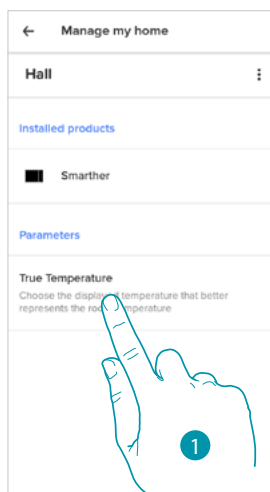 Manage my home
Hall
Installed products
Smarther
Parameters
True Temperature
Choose the displayed temperature that better
represents the room temperature
1